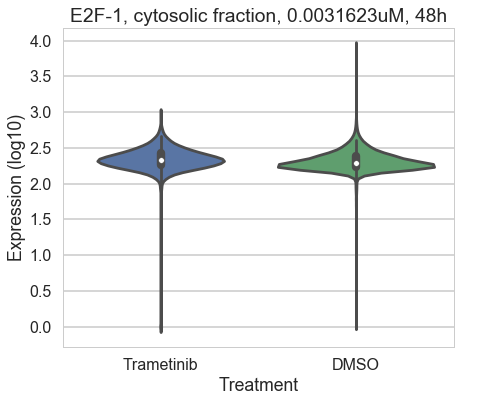 E2F-1, cytosolic fraction, 0.0031623uM, 48h
4.0
3.5
3.0
2.5
2.0
1.5
1.0
0.5
0.0
Expression (log10)
Trametinib
DMSO
Treatment